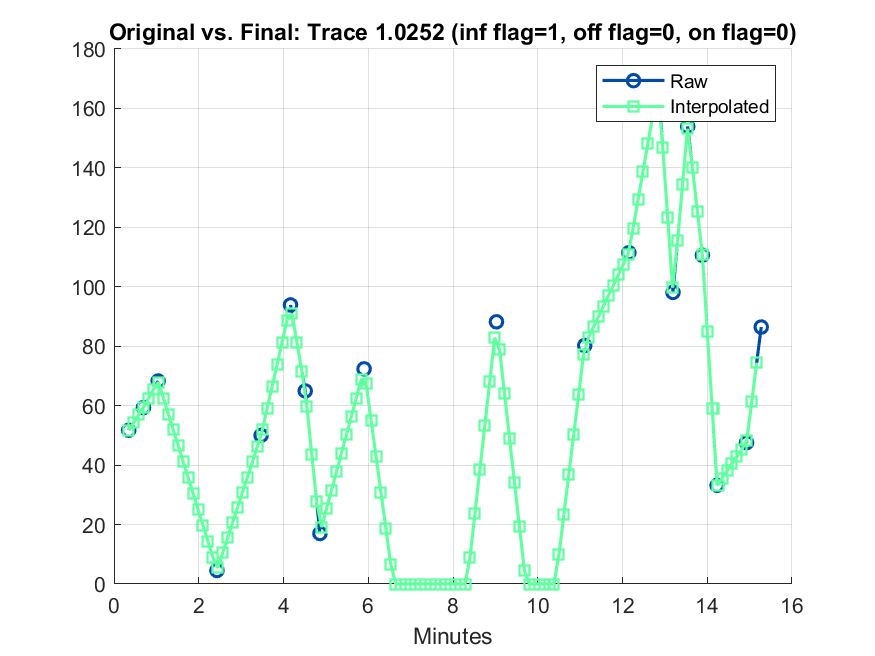 Original vs. Final: Trace 1.0252 (inf flag=1, off flag=0, on flag=0)
180
160
140
120
100
80
60
40
20
0
Raw
Interpolated
0 2 4 6 8 10 12 14 16
Minutes